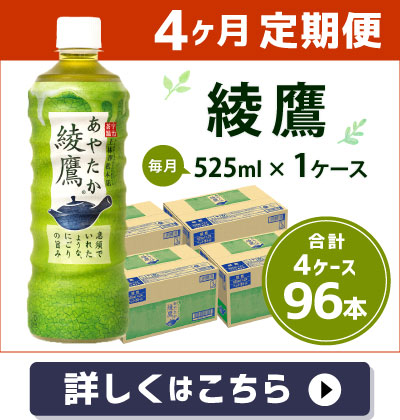 4ヶ月 定期便
綾鷹
毎月 525ml × 1ケース
合計
4ケース
96本
あやたか
綾鷹
急須で
いれた
ような、
にごり
の旨み
綾鷹
詳しくはこちら